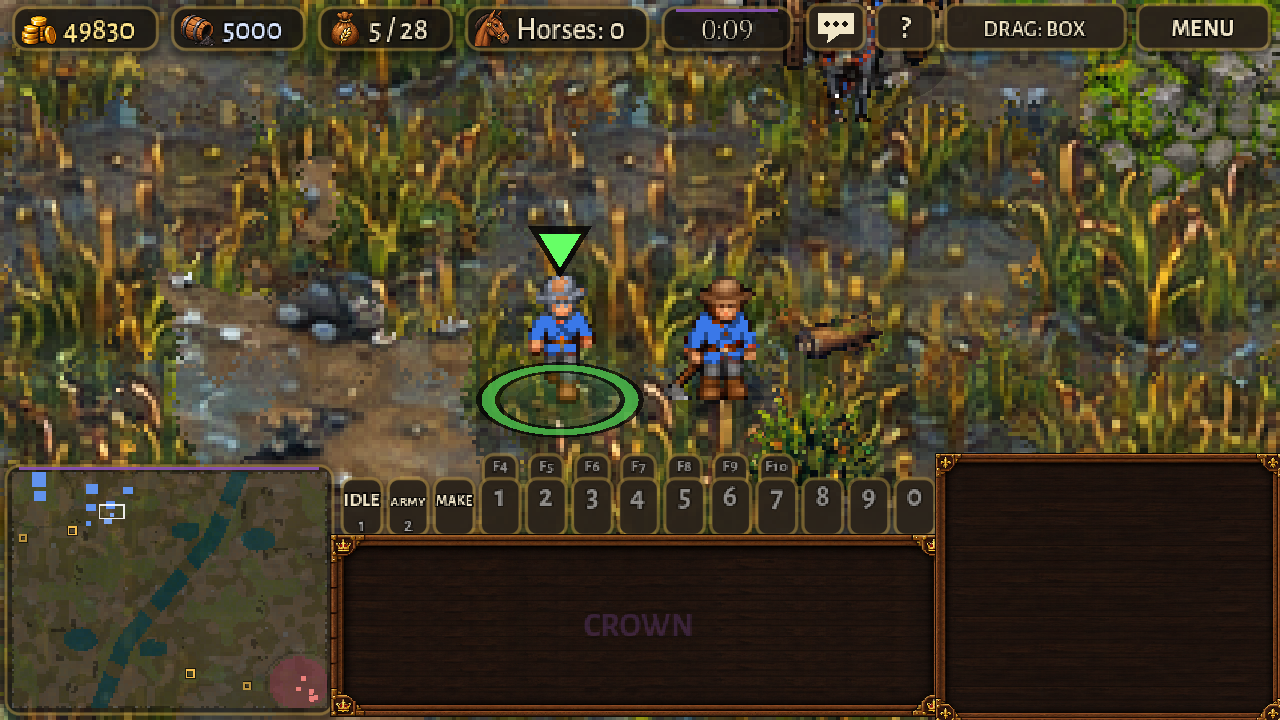 49830
5000
5 / 28
Horses: 0
0:09
?
DRAG: BOX
MENU
F4 F5 F6 F7 F8 F9 F10
IDLE 1
ARMY 2
MAKE
1 2 3 4 5 6 7 8 9 0
CROWN